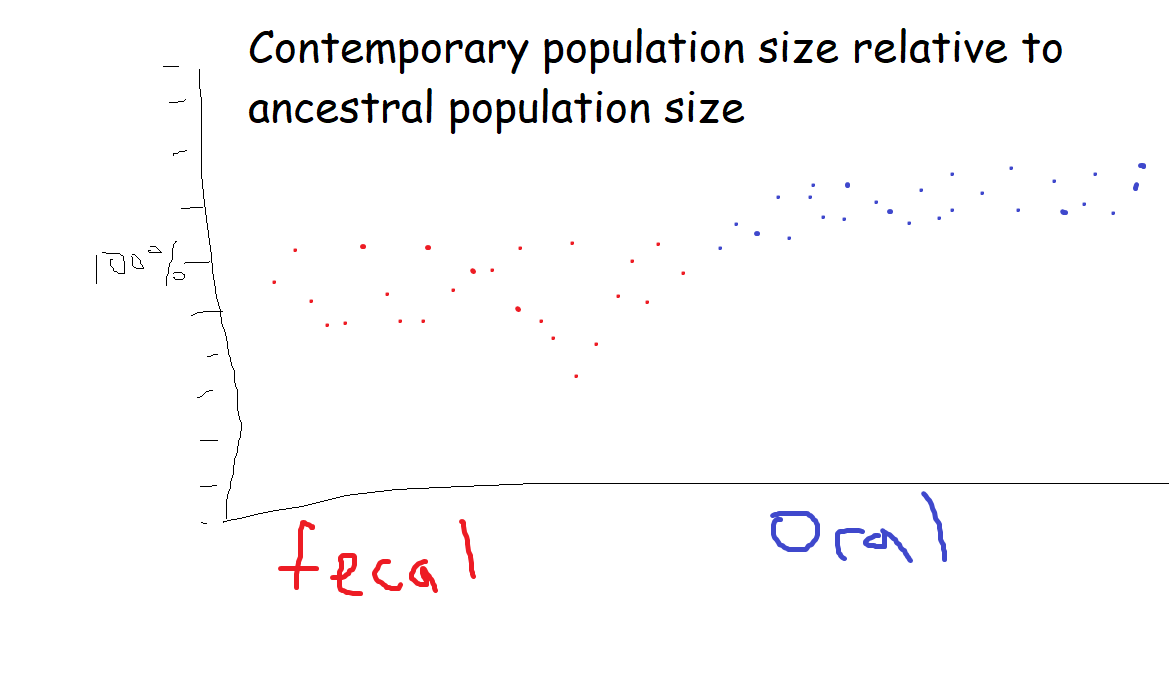 Contemporary population size relative to
ancestral population size
100%
fecal
Oral